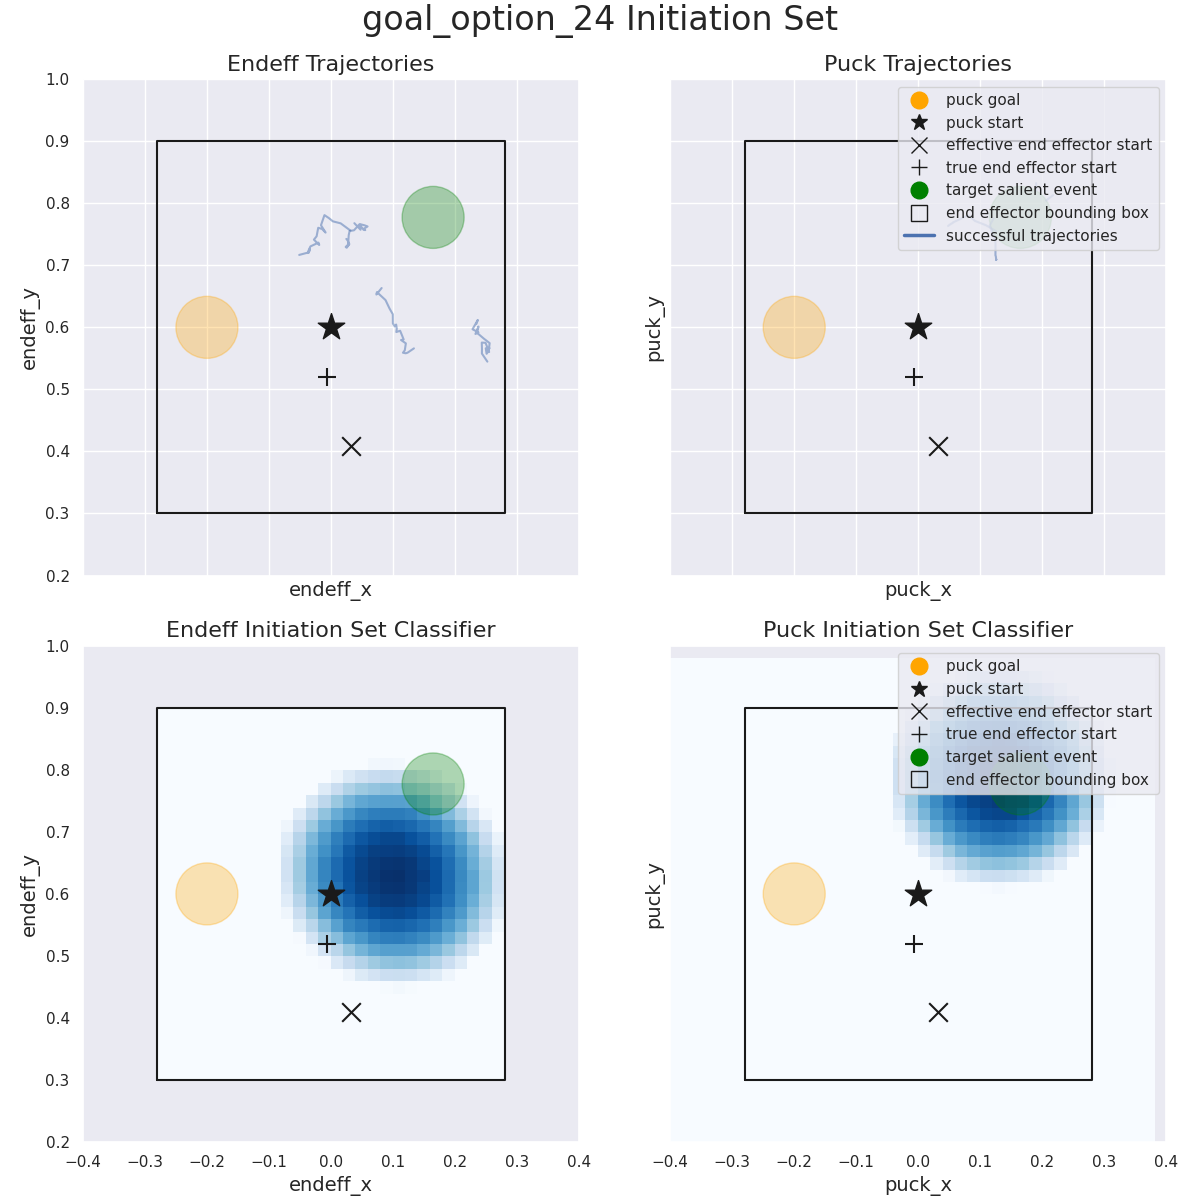 goal_option_24 Initiation Set
Endeff Trajectories
1.0
0.9
0.8
0.7
0.6
0.5
0.4
0.3
0.2
endeff_y
endeff_x
Puck Trajectories
puck goal
puck start
effective end effector start
true end effector start
target salient event
end effector bounding box
successful trajectories
puck_y
puck_x
Endeff Initiation Set Classifier
1.0
0.9
0.8
0.7
0.6
0.5
0.4
0.3
0.2
endeff_y
−0.4 −0.3 −0.2 −0.1 0.0 0.1 0.2 0.3 0.4
endeff_x
Puck Initiation Set Classifier
puck goal
puck start
effective end effector start
true end effector start
target salient event
end effector bounding box
puck_y
−0.4 −0.3 −0.2 −0.1 0.0 0.1 0.2 0.3 0.4
puck_x